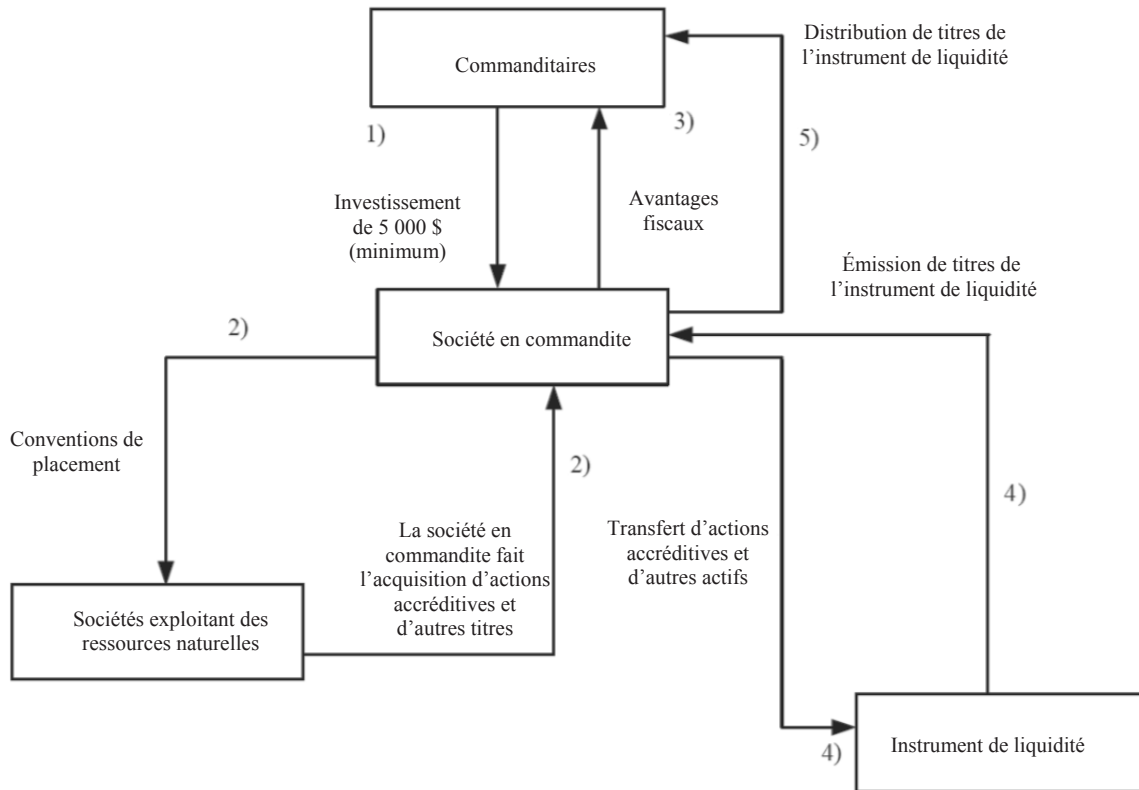 Commanditaires
Distribution de titres de
l’instrument de liquidité
1)
3)
5)
Investissement
de 5 000 $
(minimum)
Avantages
fiscaux
Émission de titres de
l’instrument de liquidité
2)
Société en commandite
Conventions de
placement
2)
4)
La société en
commandite fait
l’acquisition d’actions
accréditives et
d’autres titres
Transfert d’actions
accréditives et
d’autres actifs
Sociétés exploitant des
ressources naturelles
4)
Instrument de liquidité